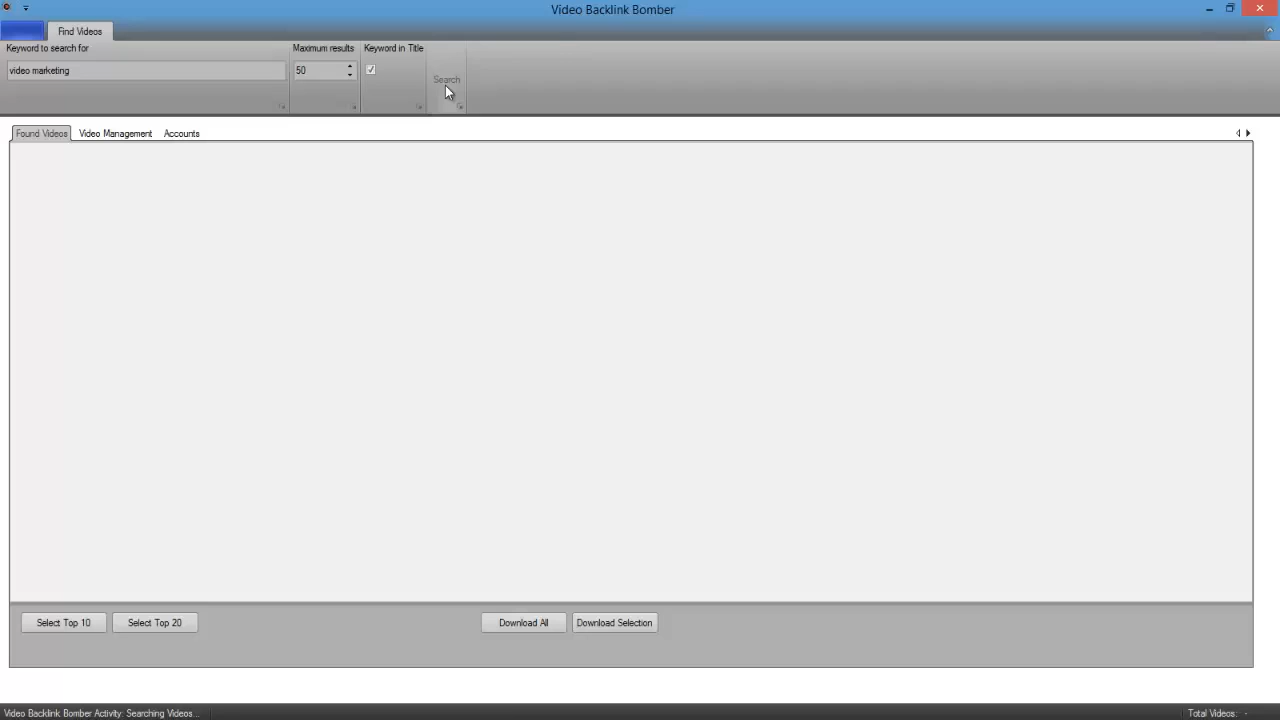 Video Backlink Bomber
Find Videos
Keyword to search for
Maximum results
Keyword in Title
video marketing
50
Search
Found Videos
Video Management
Accounts
Select Top 10
Select Top 20
Download All
Download Selection
Video Backlink Bomber Activity: Searching Videos...
Total Videos: -